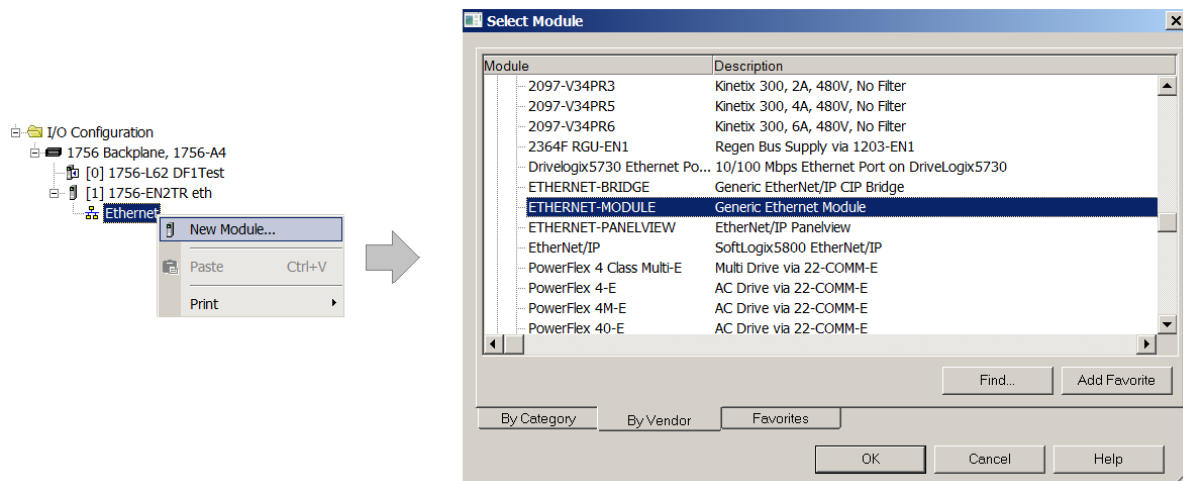 I/O Configuration
1756 Backplane, 1756-A4
[0] 1756-L62 DF1Test
[1] 1756-EN2TR eth
Ethernet
New Module...
Paste Ctrl+V
Print
Select Module
Module Description
2097-V34PR3 Kinetix 300, 2A, 480V, No Filter
2097-V34PR5 Kinetix 300, 4A, 480V, No Filter
2097-V34PR6 Kinetix 300, 6A, 480V, No Filter
2364F RGU-EN1 Regen Bus Supply via 1203-EN1
Drivelogix5730 Ethernet Po... 10/100 Mbps Ethernet Port on DriveLogix5730
ETHERNET-BRIDGE Generic EtherNet/IP CIP Bridge
ETHERNET-MODULE Generic Ethernet Module
ETHERNET-PANELVIEW EtherNet/IP Panelview
EtherNet/IP SoftLogix5800 EtherNet/IP
PowerFlex 4 Class Multi-E Multi Drive via 22-COMM-E
PowerFlex 4-E AC Drive via 22-COMM-E
PowerFlex 4M-E AC Drive via 22-COMM-E
PowerFlex 40-E AC Drive via 22-COMM-E
Find... Add Favorite
By Category By Vendor Favorites
OK Cancel Help